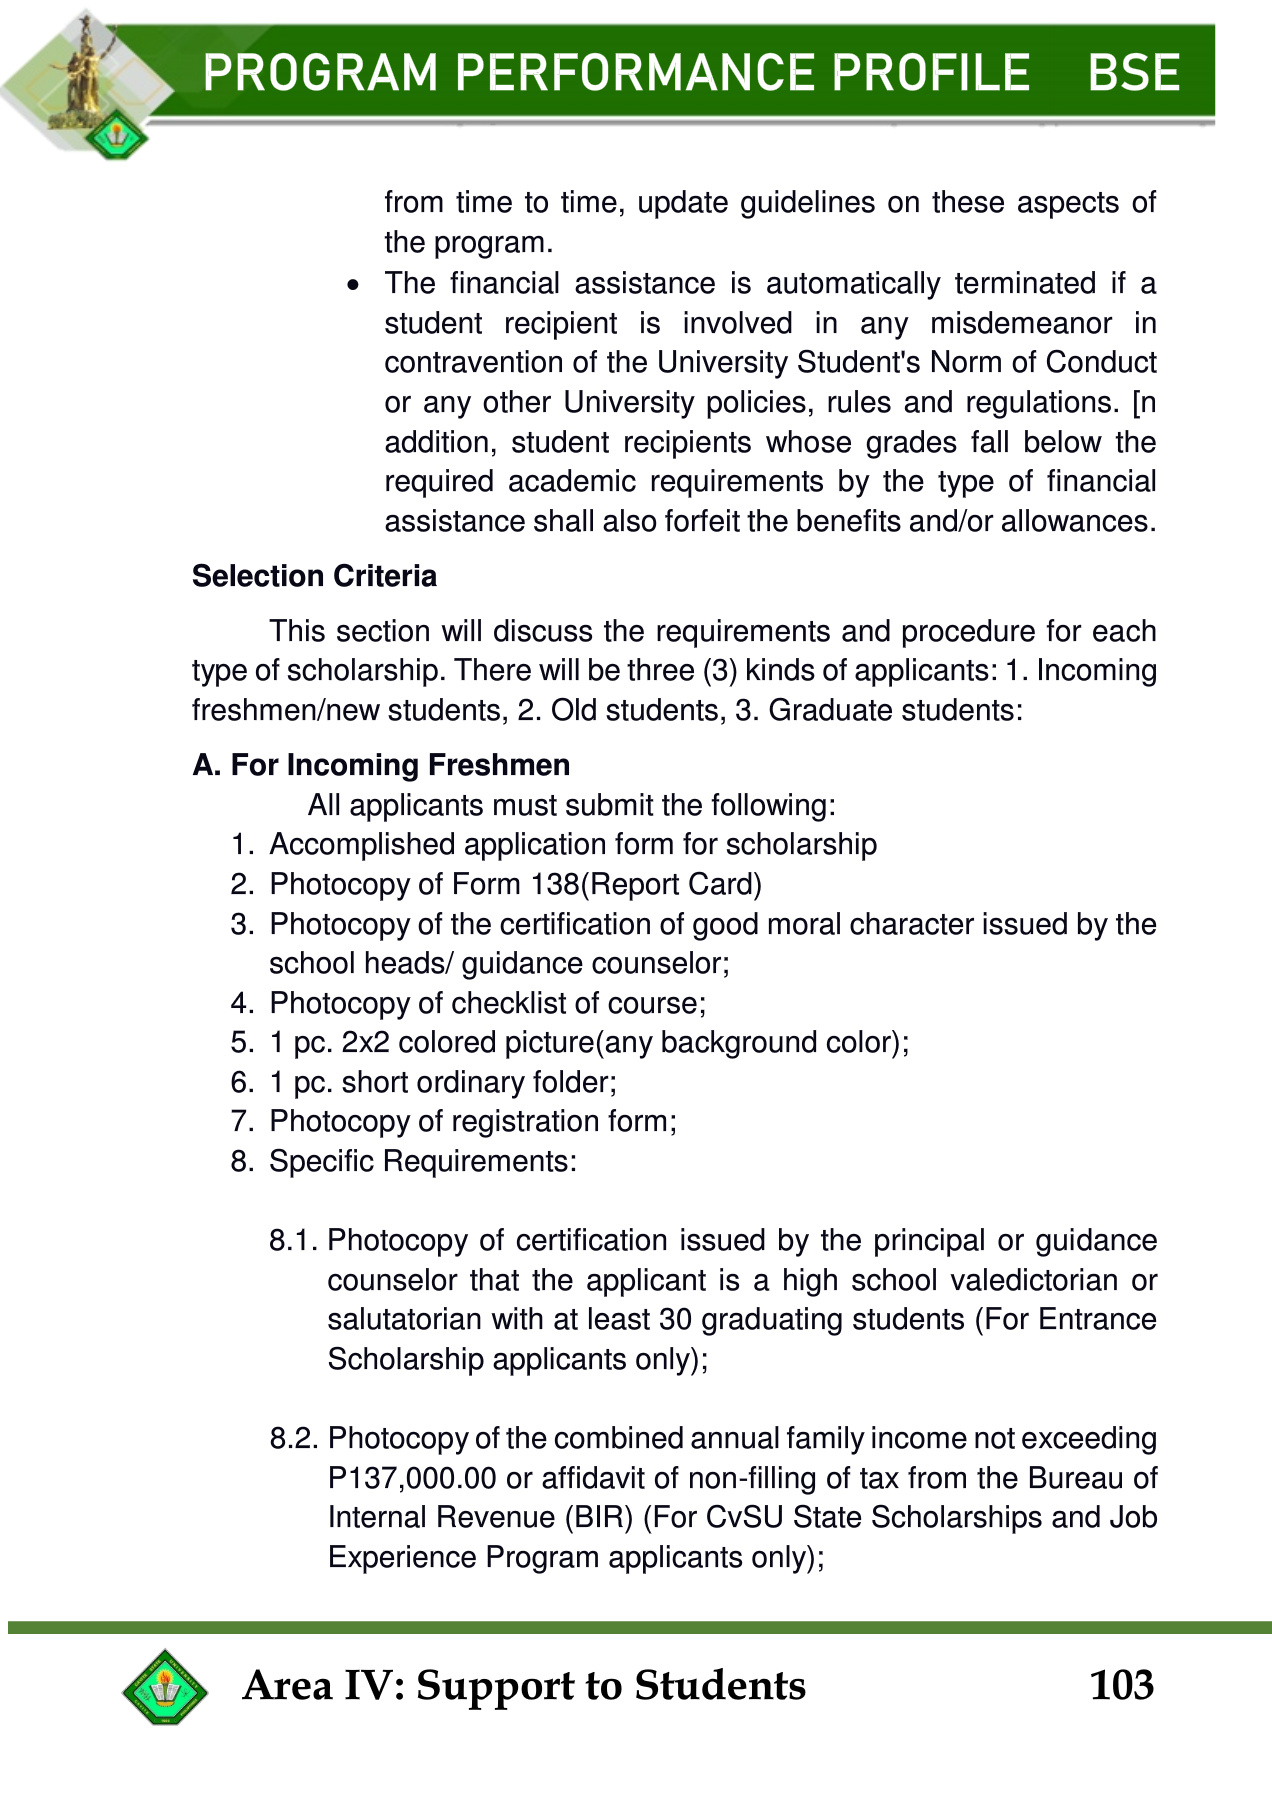 PROGRAM PERFORMANCE PROFILE BSE
from time to time, update guidelines on these aspects of
the program.
• The financial assistance is automatically terminated if a
student recipient is involved in any misdemeanor in
contravention of the University Student's Norm of Conduct
or any other University policies, rules and regulations. [n
addition, student recipients whose grades fall below the
required academic requirements by the type of financial
assistance shall also forfeit the benefits and/or allowances.
Selection Criteria
This section will discuss the requirements and procedure for each
type of scholarship. There will be three (3) kinds of applicants: 1. Incoming
freshmen/new students, 2. Old students, 3. Graduate students:
A. For Incoming Freshmen
All applicants must submit the following:
1. Accomplished application form for scholarship
2. Photocopy of Form 138(Report Card)
3. Photocopy of the certification of good moral character issued by the
school heads/ guidance counselor;
4. Photocopy of checklist of course;
5. 1 pc. 2x2 colored picture(any background color);
6. 1 pc. short ordinary folder;
7. Photocopy of registration form;
8. Specific Requirements:
8.1. Photocopy of certification issued by the principal or guidance
counselor that the applicant is a high school valedictorian or
salutatorian with at least 30 graduating students (For Entrance
Scholarship applicants only);
8.2. Photocopy of the combined annual family income not exceeding
P137,000.00 or affidavit of non-filling of tax from the Bureau of
Internal Revenue (BIR) (For CvSU State Scholarships and Job
Experience Program applicants only);
Area IV: Support to Students 103